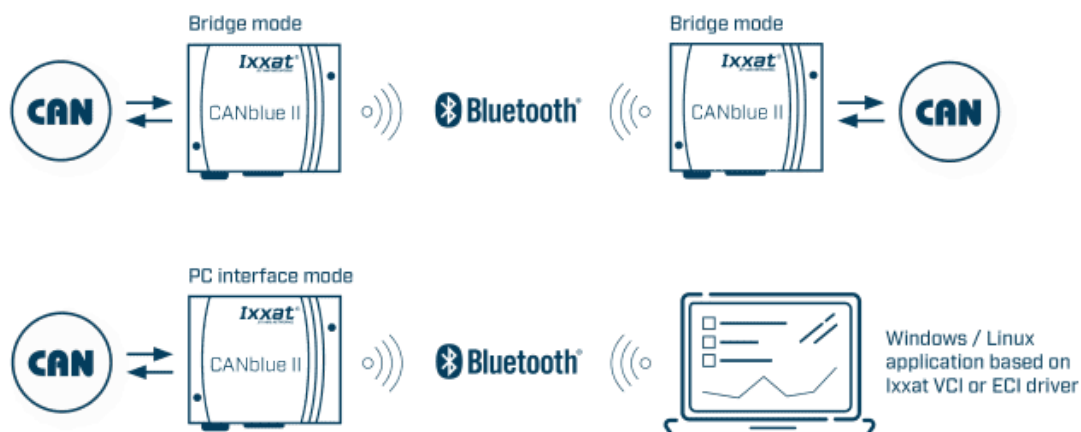 Bridge mode
Bridge mode
Ixxat®
Ixxat®
CAN
CANblue II
Bluetooth®
CANblue II
CAN
PC interface mode
Ixxat®
CAN
CANblue II
Bluetooth®
Windows / Linux
application based on
Ixxat VCI or ECI driver